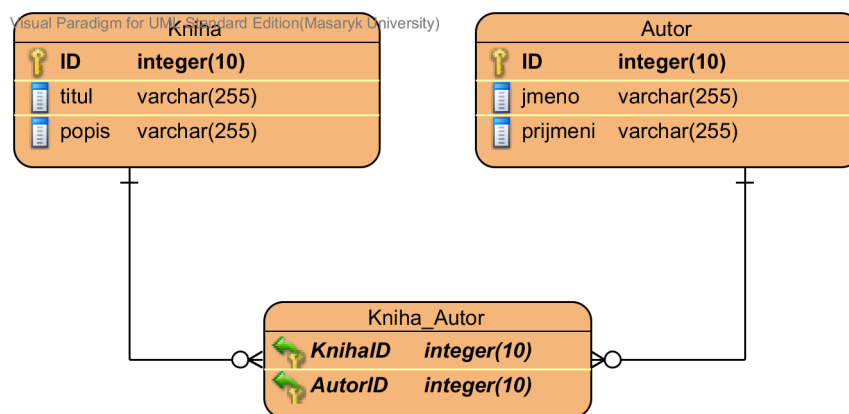 Visual Paradigm for UML Standard Edition(Masaryk University)
Kniha
ID integer(10)
titul varchar(255)
popis varchar(255)
Autor
ID integer(10)
jmeno varchar(255)
prijmeni varchar(255)
Kniha_Autor
KnihaID integer(10)
AutorID integer(10)